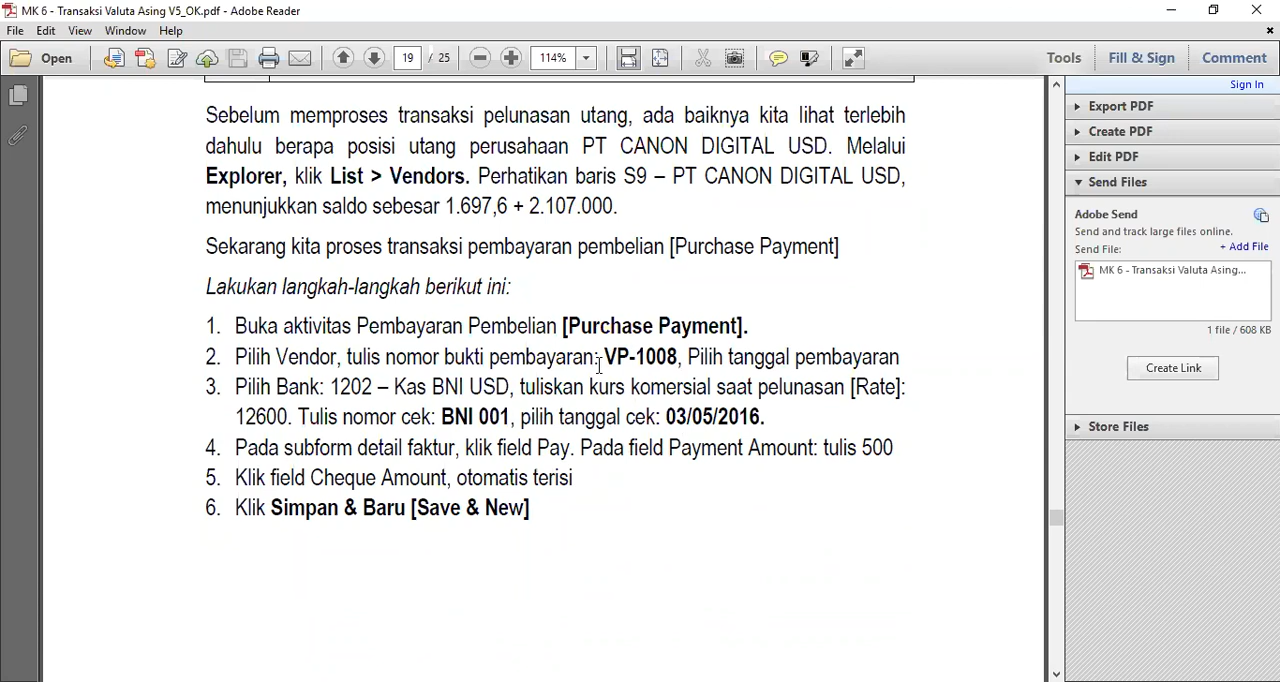 MK 6 - Transaksi Valuta Asing V5_OK.pdf - Adobe Reader
File Edit View Window Help
Open 19 / 25 114% Tools Fill & Sign Comment
Sign In
Export PDF
Create PDF
Edit PDF
Send Files
Adobe Send
Send and track large files online.
Send File: + Add File
MK 6 - Transaksi Valuta Asing...
1 file / 608 KB
Create Link
Store Files
Sebelum memproses transaksi pelunasan utang, ada baiknya kita lihat terlebih
dahulu berapa posisi utang perusahaan PT CANON DIGITAL USD. Melalui
Explorer, klik List > Vendors. Perhatikan baris S9 – PT CANON DIGITAL USD,
menunjukkan saldo sebesar 1.697,6 + 2.107.000.
Sekarang kita proses transaksi pembayaran pembelian [Purchase Payment]
Lakukan langkah-langkah berikut ini:
1. Buka aktivitas Pembayaran Pembelian [Purchase Payment].
2. Pilih Vendor, tulis nomor bukti pembayaran: VP-1008, Pilih tanggal pembayaran
3. Pilih Bank: 1202 – Kas BNI USD, tuliskan kurs komersial saat pelunasan [Rate]:
12600. Tulis nomor cek: BNI 001, pilih tanggal cek: 03/05/2016.
4. Pada subform detail faktur, klik field Pay. Pada field Payment Amount: tulis 500
5. Klik field Cheque Amount, otomatis terisi
6. Klik Simpan & Baru [Save & New]